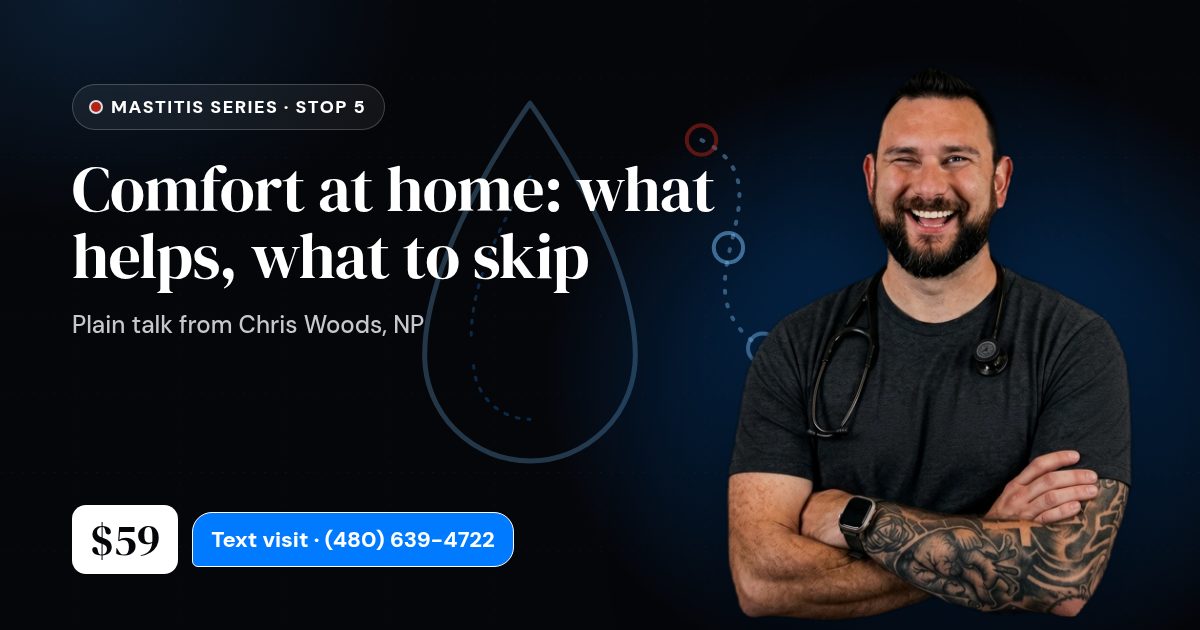 MASTITIS SERIES · STOP 5
Comfort at home: what
helps, what to skip
Plain talk from Chris Woods, NP
$59
Text visit · (480) 639-4722